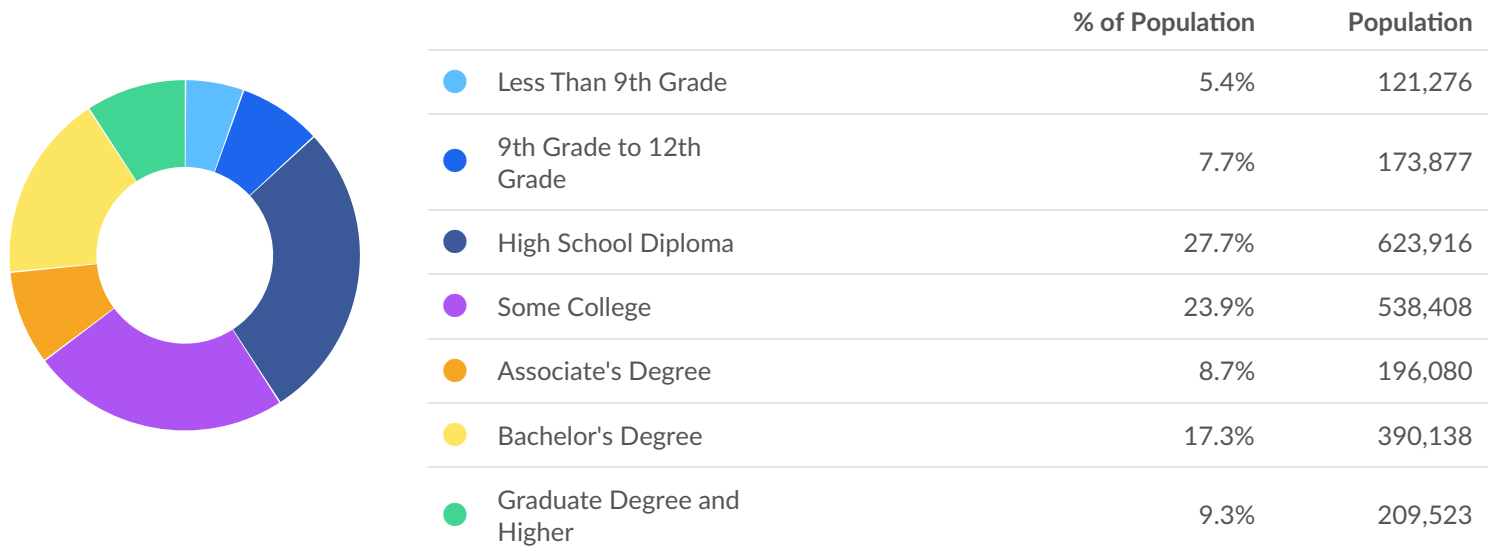 % of Population Population
Less Than 9th Grade 5.4% 121,276
9th Grade to 12th
Grade 7.7% 173,877
High School Diploma 27.7% 623,916
Some College 23.9% 538,408
Associate's Degree 8.7% 196,080
Bachelor's Degree 17.3% 390,138
Graduate Degree and
Higher 9.3% 209,523